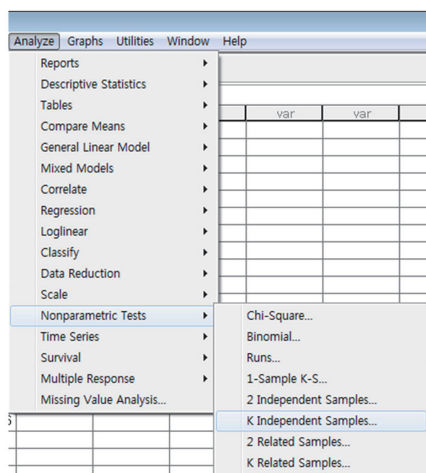 Analyze Graphs Utilities Window Help
Reports
Descriptive Statistics
Tables
Compare Means
General Linear Model
Mixed Models
Correlate
Regression
Loglinear
Classify
Data Reduction
Scale
Nonparametric Tests
Time Series
Survival
Multiple Response
Missing Value Analysis...
var var
Chi-Square...
Binomial...
Runs...
1-Sample K-S...
2 Independent Samples...
K Independent Samples...
2 Related Samples...
K Related Samples...